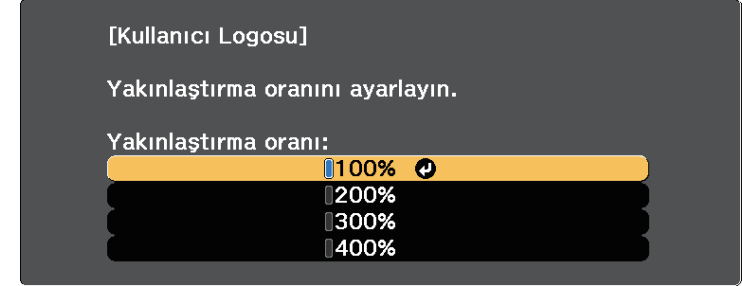 [Kullanıcı Logosu]
Yakınlaştırma oranını ayarlayın.
Yakınlaştırma oranı:
100%
200%
300%
400%